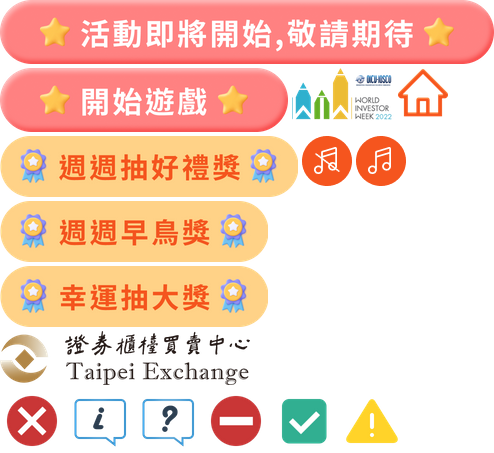 活動即將開始,敬請期待
開始遊戲
OICU-IOSCO
WORLD
INVESTOR
WEEK 2022
週週抽好禮獎
週週早鳥獎
幸運抽大獎
證券櫃檯買賣中心
Taipei Exchange